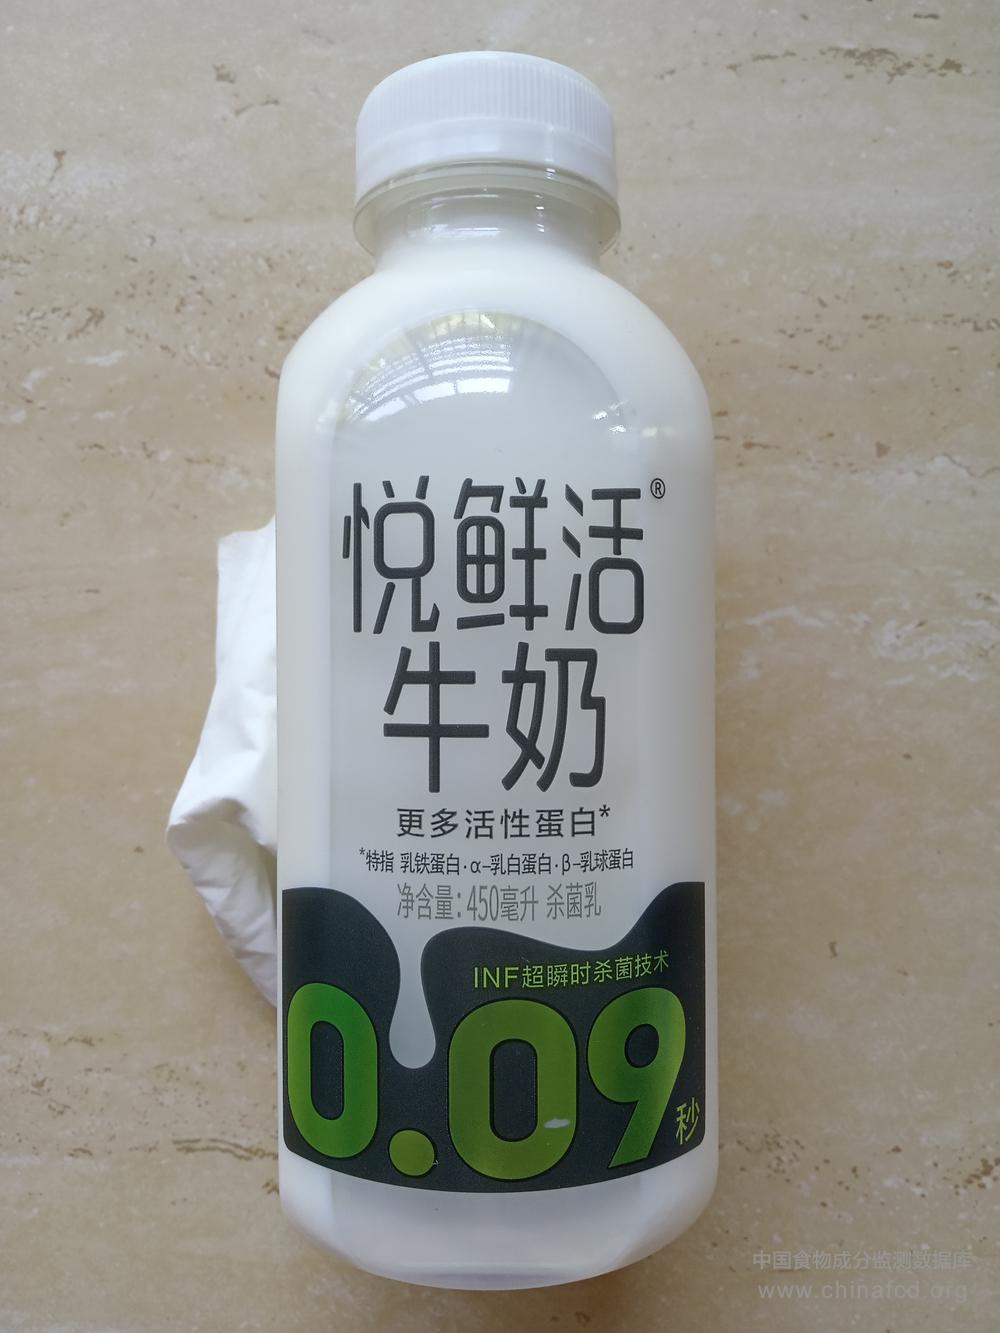 悦鲜活®
牛奶
更多活性蛋白*
*特指 乳铁蛋白·α-乳白蛋白·β-乳球蛋白
净含量:450毫升 杀菌乳
INF超瞬时杀菌技术
0.09秒
中国食物成分监测数据库
www.chinafcd.org